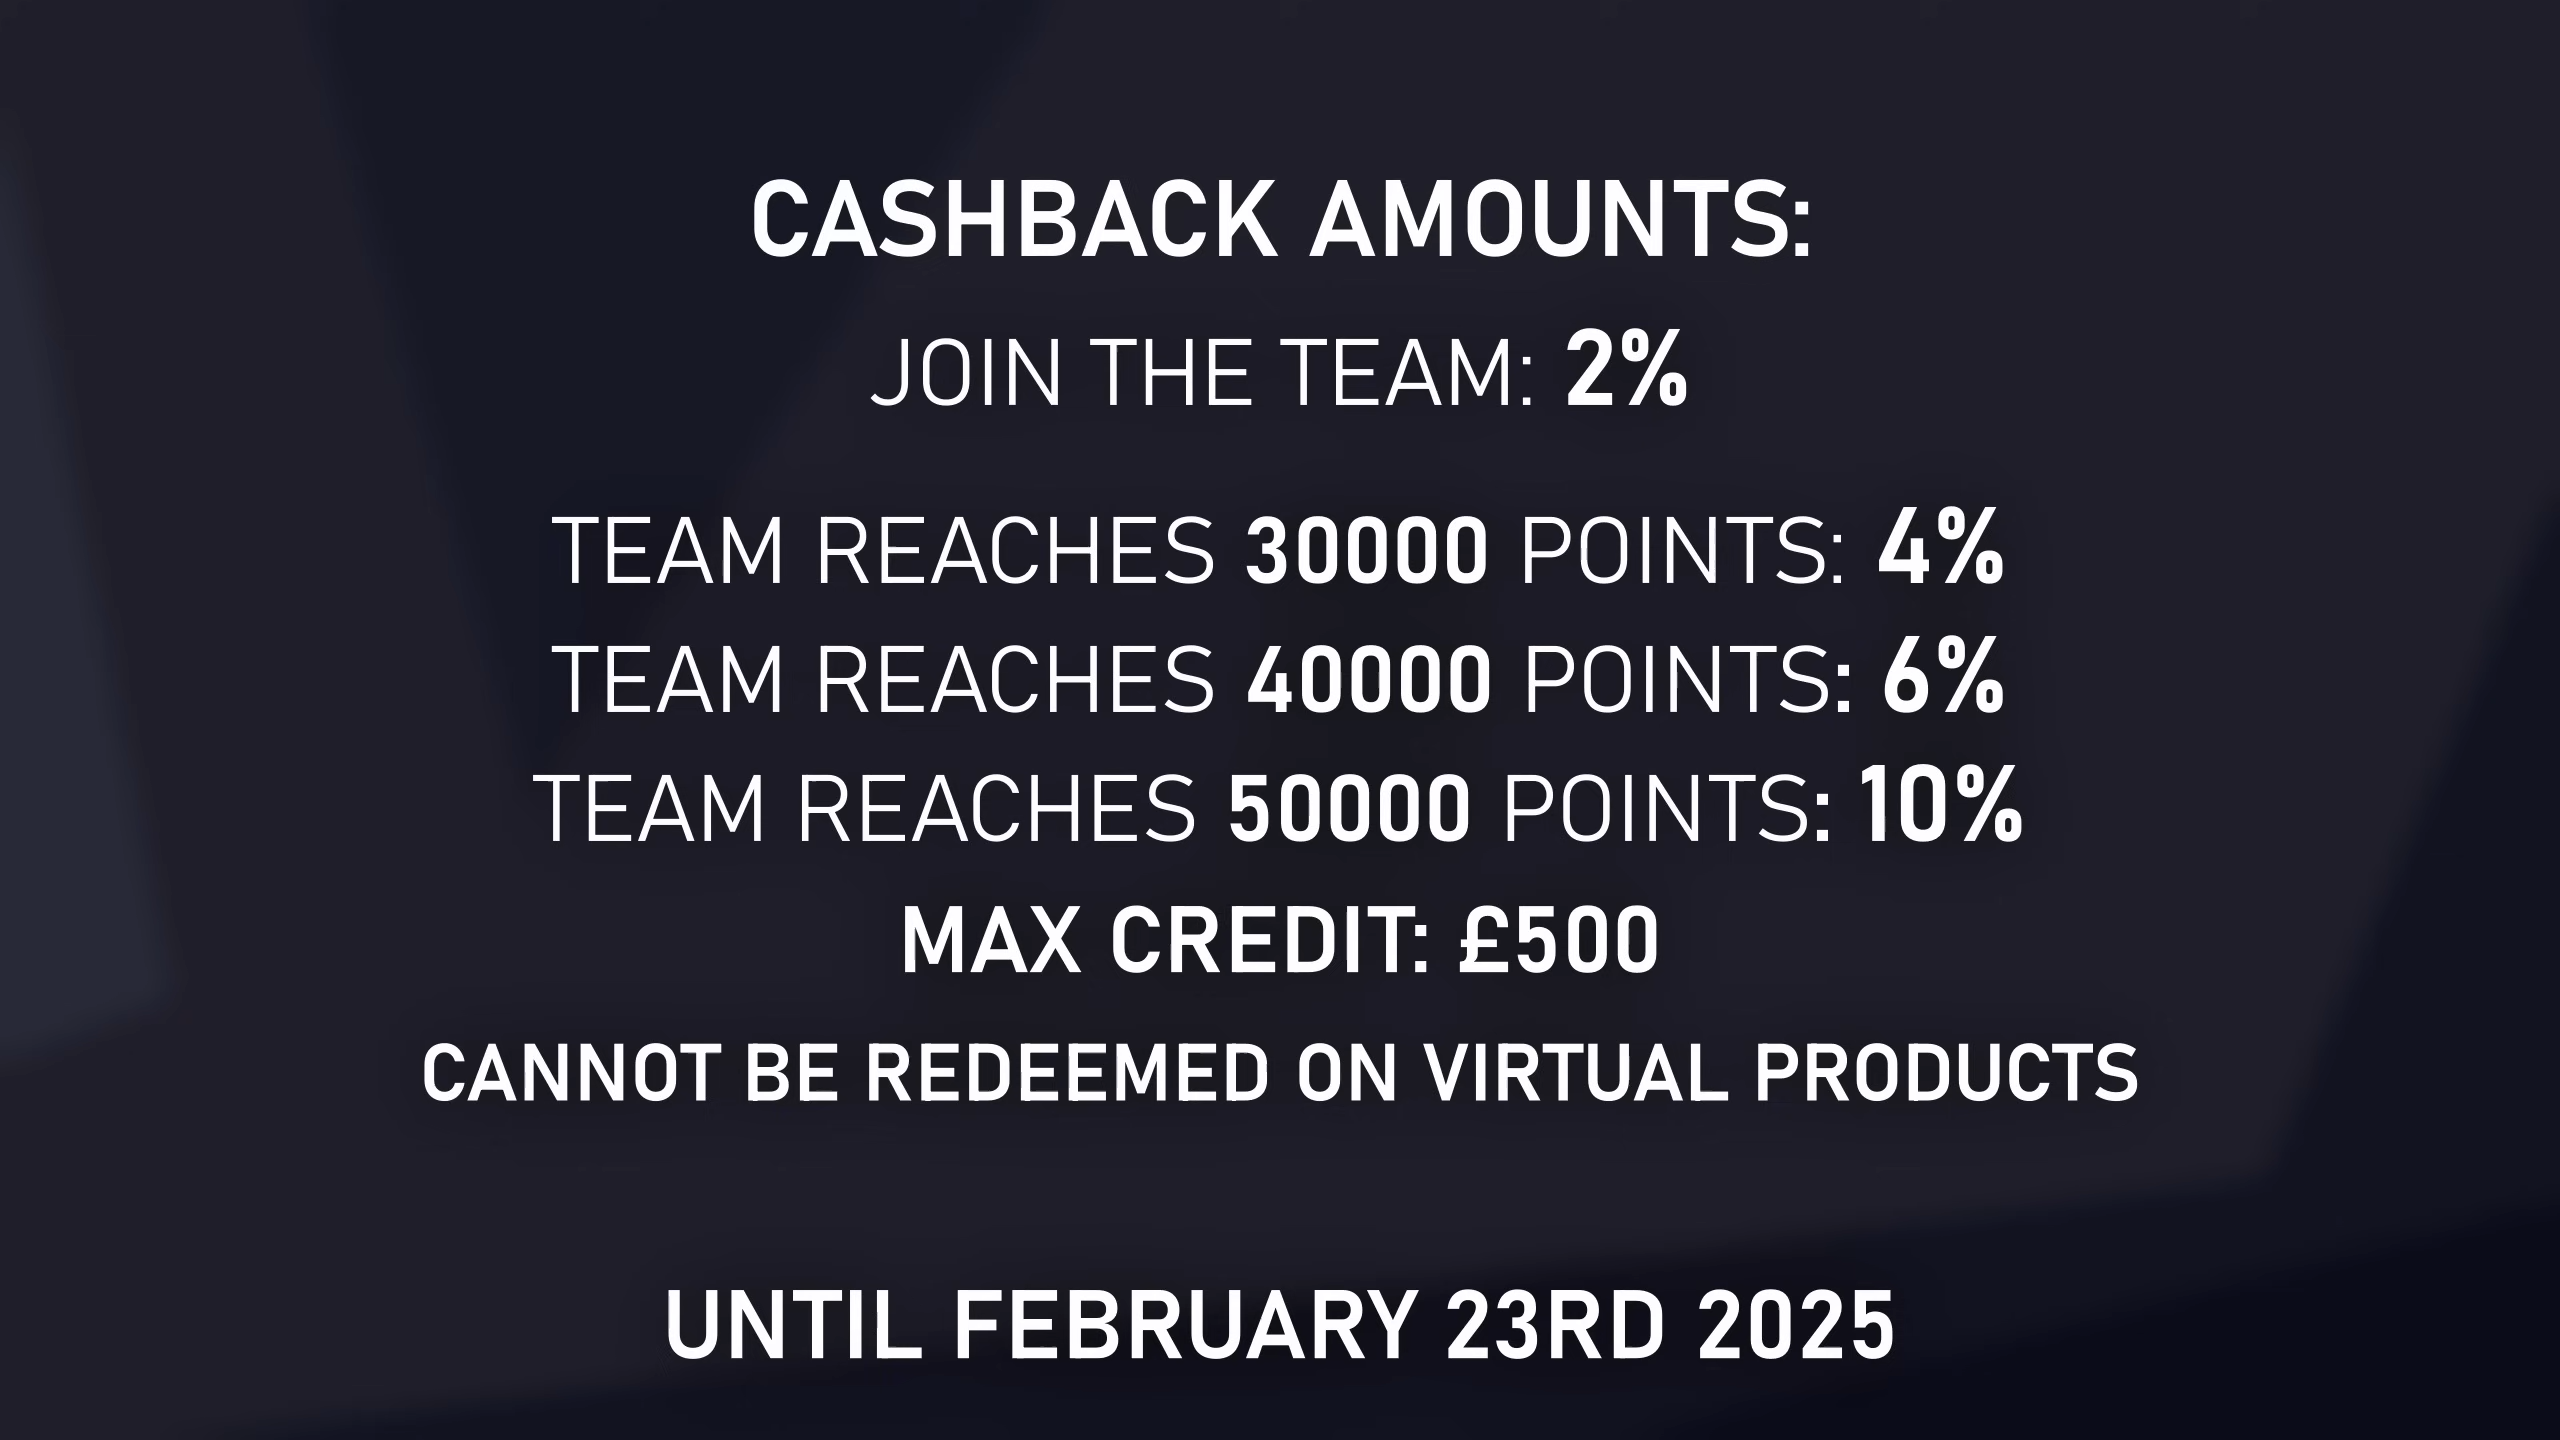 CASHBACK AMOUNTS:
JOIN THE TEAM: 2%
TEAM REACHES 30000 POINTS: 4%
TEAM REACHES 40000 POINTS: 6%
TEAM REACHES 50000 POINTS: 10%
MAX CREDIT: £500
CANNOT BE REDEEMED ON VIRTUAL PRODUCTS
UNTIL FEBRUARY 23RD 2025